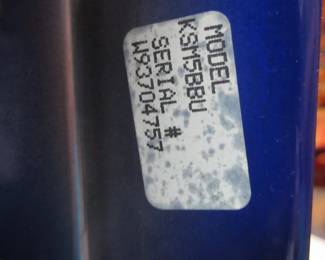 MODEL
KSM5BBU
SERIAL #
W93704757